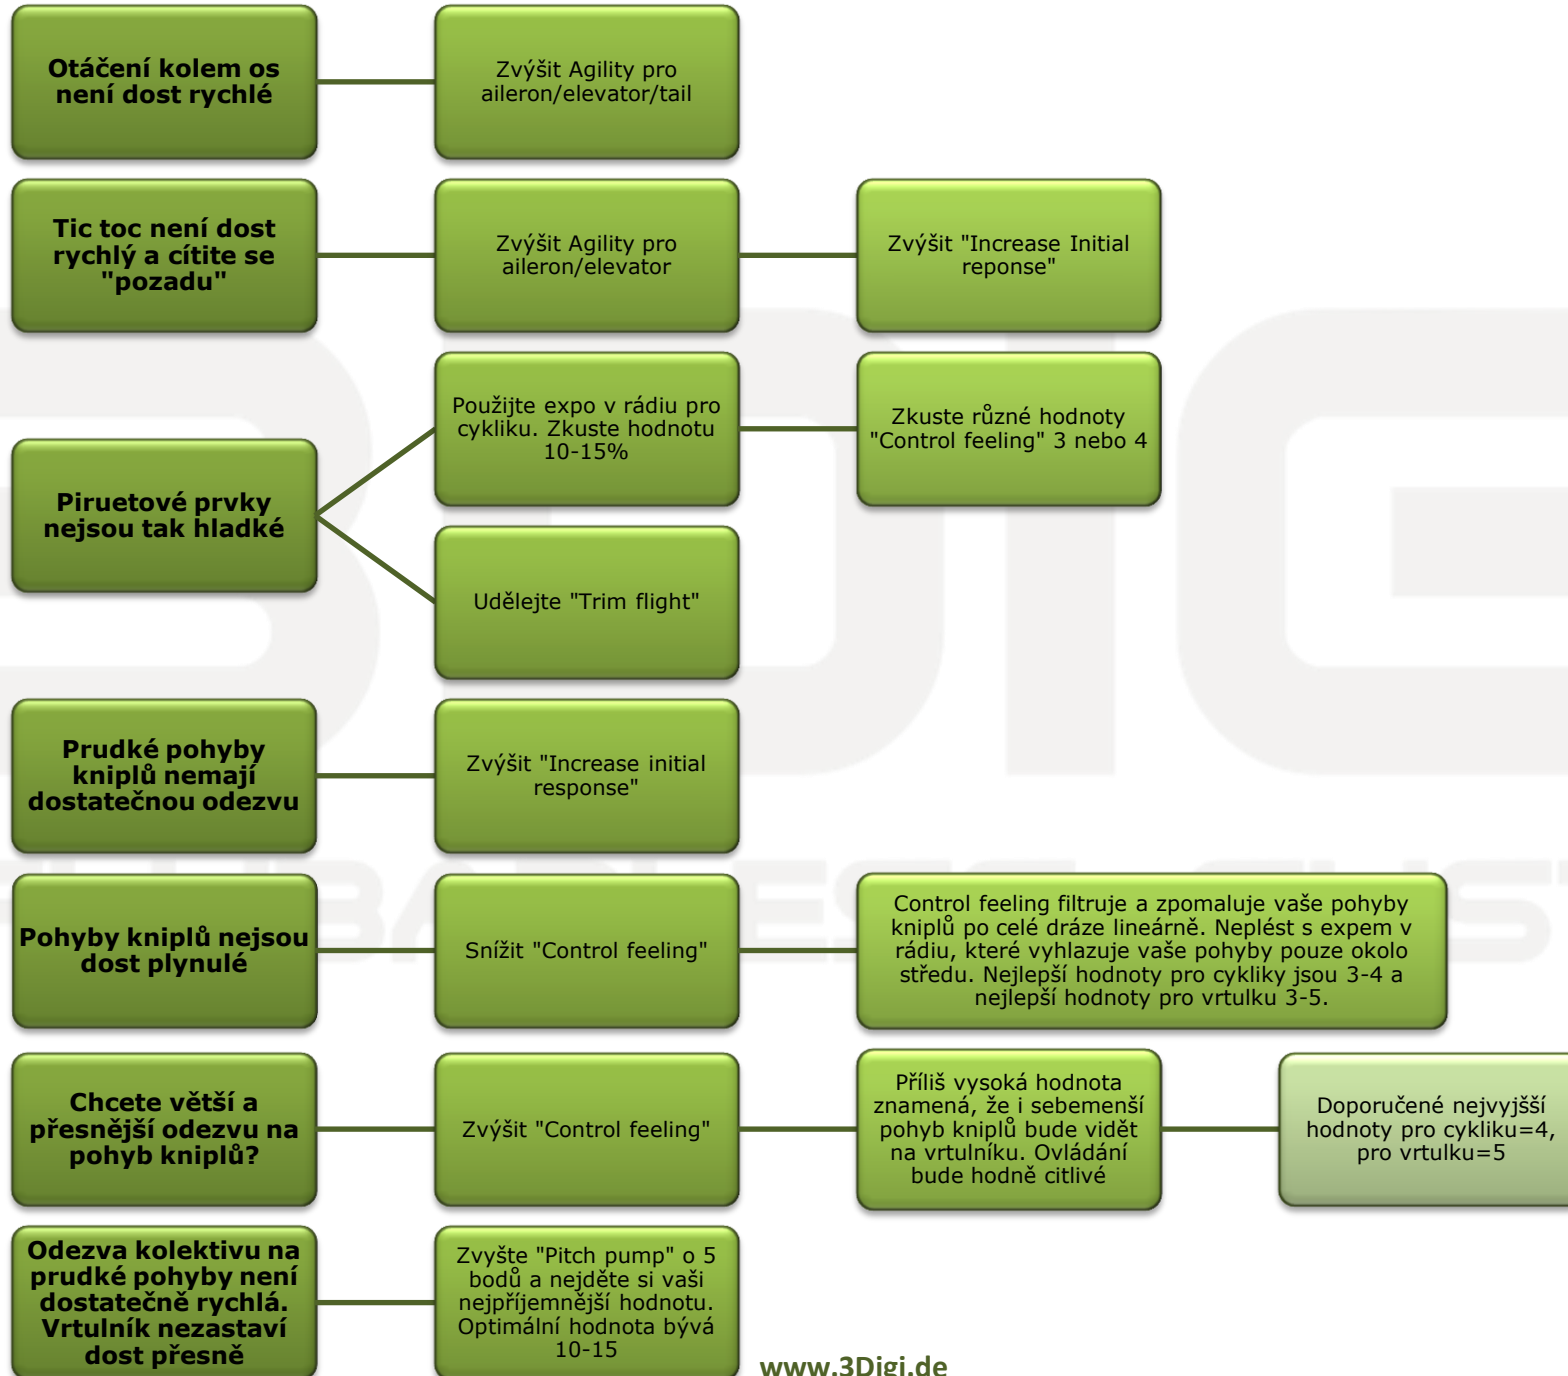 Otáčení kolem os
není dost rychlé
Zvýšit Agility pro
aileron/elevator/tail
Tic toc není dost
rychlý a cítite se
"pozadu"
Zvýšit Agility pro
aileron/elevator
Zvýšit "Increase Initial
reponse"
Piruetové prvky
nejsou tak hladké
Použijte expo v rádiu pro
cykliku. Zkuste hodnotu
10-15%
Zkuste různé hodnoty
"Control feeling" 3 nebo 4
Udělejte "Trim flight"
Prudké pohyby
kniplů nemají
dostatečnou odezvu
Zvýšit "Increase initial
response"
Pohyby kniplů nejsou
dost plynulé
Snížit "Control feeling"
Control feeling filtruje a zpomaluje vaše pohyby
kniplů po celé dráze lineárně. Neplést s expem v
rádiu, které vyhlazuje vaše pohyby pouze okolo
středu. Nejlepší hodnoty pro cykliky jsou 3-4 a
nejlepší hodnoty pro vrtulku 3-5.
Chcete větší a
přesnější odezvu na
pohyb kniplů?
Zvýšit "Control feeling"
Příliš vysoká hodnota
znamená, že i sebemenší
pohyb kniplů bude vidět
na vrtulníku. Ovládání
bude hodně citlivé
Doporučené nejvyjšší
hodnoty pro cykliku=4,
pro vrtulku=5
Odezva kolektivu na
prudké pohyby není
dostatečně rychlá.
Vrtulník nezastaví
dost přesně
Zvyšte "Pitch pump" o 5
bodů a nejděte si vaši
nejpříjemnější hodnotu.
Optimální hodnota bývá
10-15
www.3Digi.de